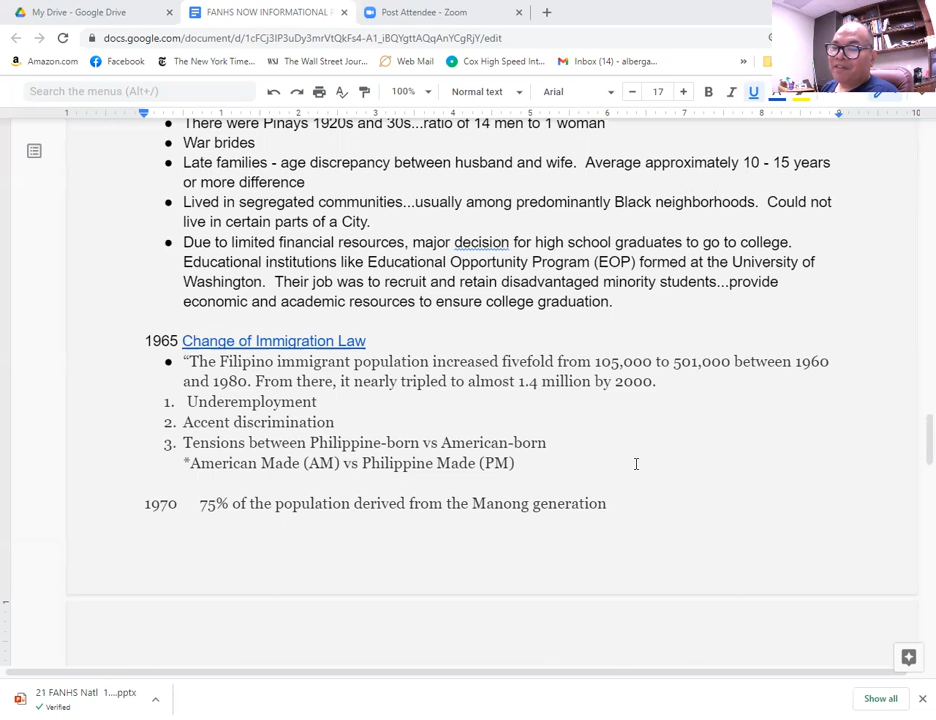 My Drive - Google Drive
FANHS NOW INFORMATIONAL
Post Attendee - Zoom
docs.google.com/document/d/1cFCj3IP3uDy3mrVtQkFs4-A1_iBQYgttAQqAnYCgRjY/edit
Amazon.com Facebook The New York Time... WSJ The Wall Street Jour... Web Mail Cox High Speed Int... Inbox (14) - alberga... »
Search the menus (Alt+/) 100% Normal text Arial − 17 + B I U A
1 1 2 3 4 5 6 7 8 10
There were Pinays 1920s and 30s...ratio of 14 men to 1 woman
War brides
Late families - age discrepancy between husband and wife. Average approximately 10 - 15 years
or more difference
Lived in segregated communities...usually among predominantly Black neighborhoods. Could not
live in certain parts of a City.
Due to limited financial resources, major decision for high school graduates to go to college.
Educational institutions like Educational Opportunity Program (EOP) formed at the University of
Washington. Their job was to recruit and retain disadvantaged minority students...provide
economic and academic resources to ensure college graduation.
1965 Change of Immigration Law
“The Filipino immigrant population increased fivefold from 105,000 to 501,000 between 1960
and 1980. From there, it nearly tripled to almost 1.4 million by 2000.
1. Underemployment
2. Accent discrimination
3. Tensions between Philippine-born vs American-born
*American Made (AM) vs Philippine Made (PM)
1970 75% of the population derived from the Manong generation
21 FANHS Natl 1....pptx
Verified
Show all